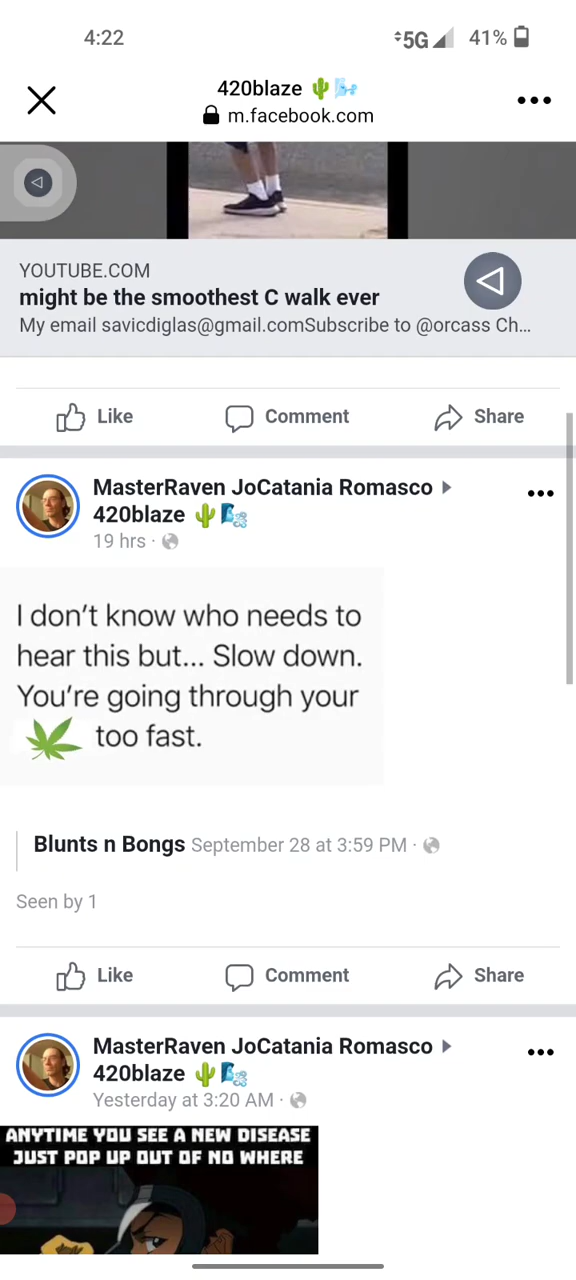 4:22
5G 41%
420blaze 🌵🌬️
m.facebook.com
YOUTUBE.COM
might be the smoothest C walk ever
My email savicdiglas@gmail.comSubscribe to @orcass Ch...
Like Comment Share
MasterRaven JoCatania Romasco
420blaze 🌵🌬️
19 hrs ·
I don't know who needs to
hear this but... Slow down.
You're going through your
too fast.
Blunts n Bongs September 28 at 3:59 PM ·
Seen by 1
Like Comment Share
MasterRaven JoCatania Romasco
420blaze 🌵🌬️
Yesterday at 3:20 AM ·
ANYTIME YOU SEE A NEW DISEASE
JUST POP UP OUT OF NO WHERE